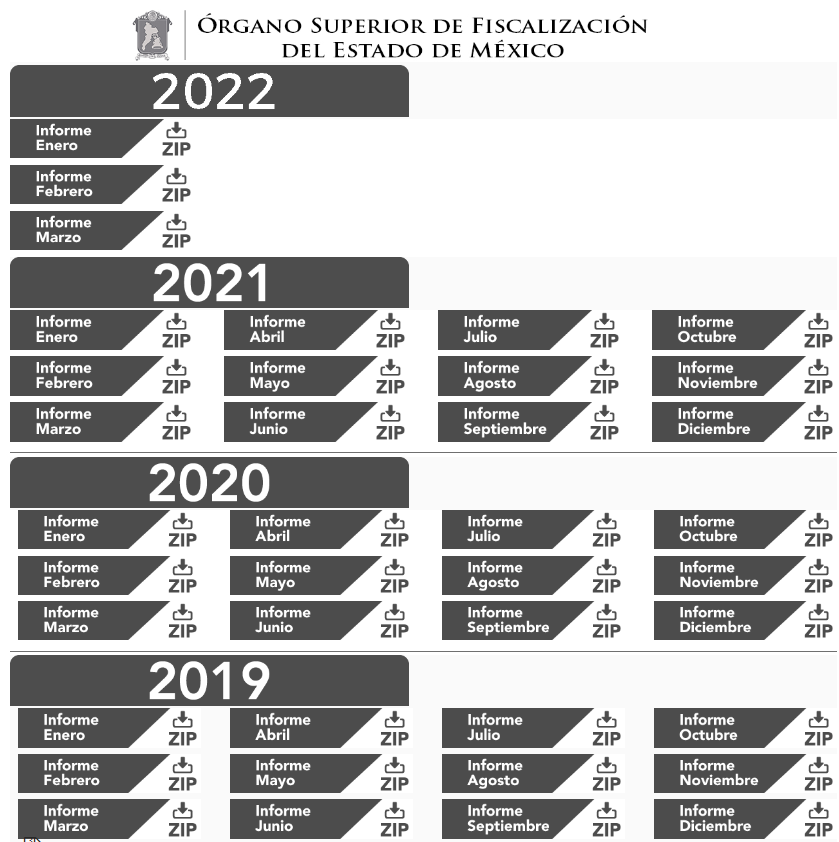 ÓRGANO SUPERIOR DE FISCALIZACIÓN
DEL ESTADO DE MÉXICO
2022
Informe
Enero
ZIP
Informe
Febrero
ZIP
Informe
Marzo
ZIP
2021
Informe
Enero
ZIP
Informe
Abril
ZIP
Informe
Julio
ZIP
Informe
Octubre
ZIP
Informe
Febrero
ZIP
Informe
Mayo
ZIP
Informe
Agosto
ZIP
Informe
Noviembre
ZIP
Informe
Marzo
ZIP
Informe
Junio
ZIP
Informe
Septiembre
ZIP
Informe
Diciembre
ZIP
2020
Informe
Enero
ZIP
Informe
Abril
ZIP
Informe
Julio
ZIP
Informe
Octubre
ZIP
Informe
Febrero
ZIP
Informe
Mayo
ZIP
Informe
Agosto
ZIP
Informe
Noviembre
ZIP
Informe
Marzo
ZIP
Informe
Junio
ZIP
Informe
Septiembre
ZIP
Informe
Diciembre
ZIP
2019
Informe
Enero
ZIP
Informe
Abril
ZIP
Informe
Julio
ZIP
Informe
Octubre
ZIP
Informe
Febrero
ZIP
Informe
Mayo
ZIP
Informe
Agosto
ZIP
Informe
Noviembre
ZIP
Informe
Marzo
ZIP
Informe
Junio
ZIP
Informe
Septiembre
ZIP
Informe
Diciembre
ZIP